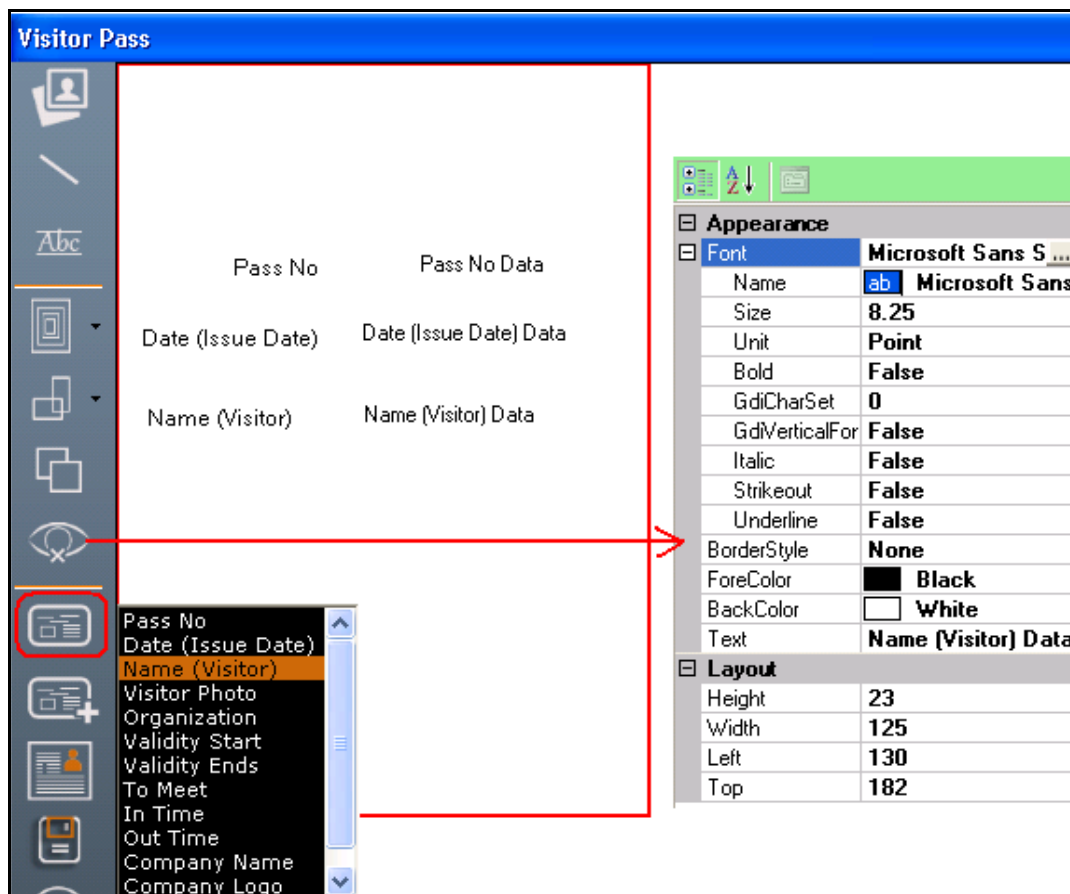 Visitor Pass
Abc
Pass No Pass No Data
Date (Issue Date) Date (Issue Date) Data
Name (Visitor) Name (Visitor) Data
Pass No
Date (Issue Date)
Name (Visitor)
Visitor Photo
Organization
Validity Start
Validity Ends
To Meet
In Time
Out Time
Company Name
Company Logo
A
Z
Appearance
Font Microsoft Sans S ...
Name ab Microsoft Sans
Size 8.25
Unit Point
Bold False
GdiCharSet 0
GdiVerticalFor False
Italic False
Strikeout False
Underline False
BorderStyle None
ForeColor Black
BackColor White
Text Name (Visitor) Data
Layout
Height 23
Width 125
Left 130
Top 182